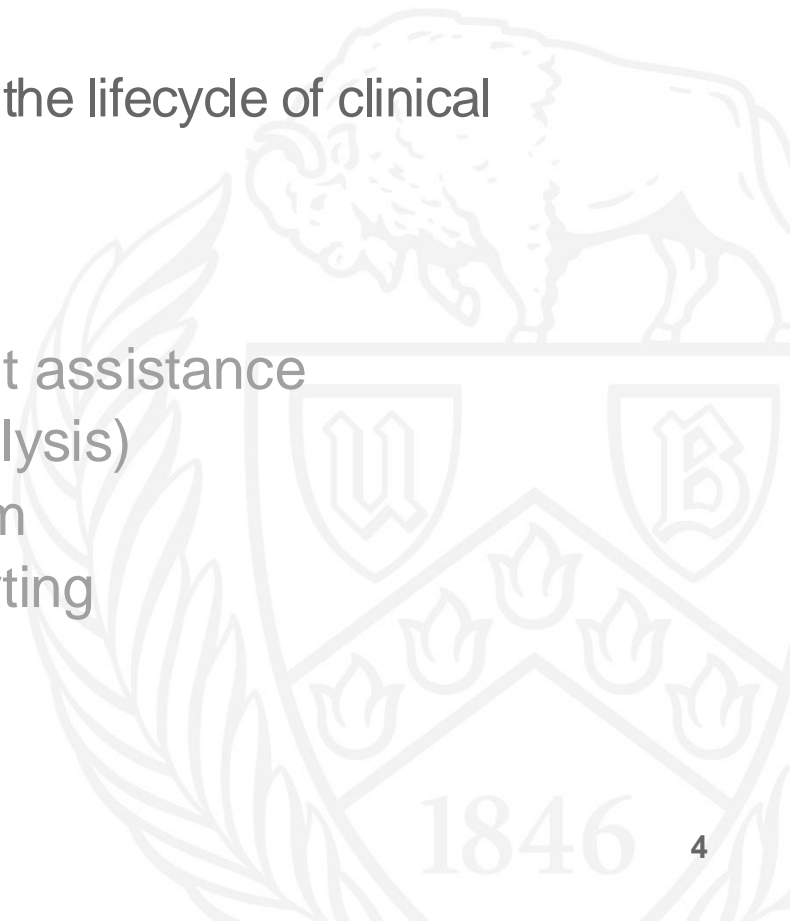 the lifecycle of clinical
t assistance
lysis)
m
ting
U B
1846
4